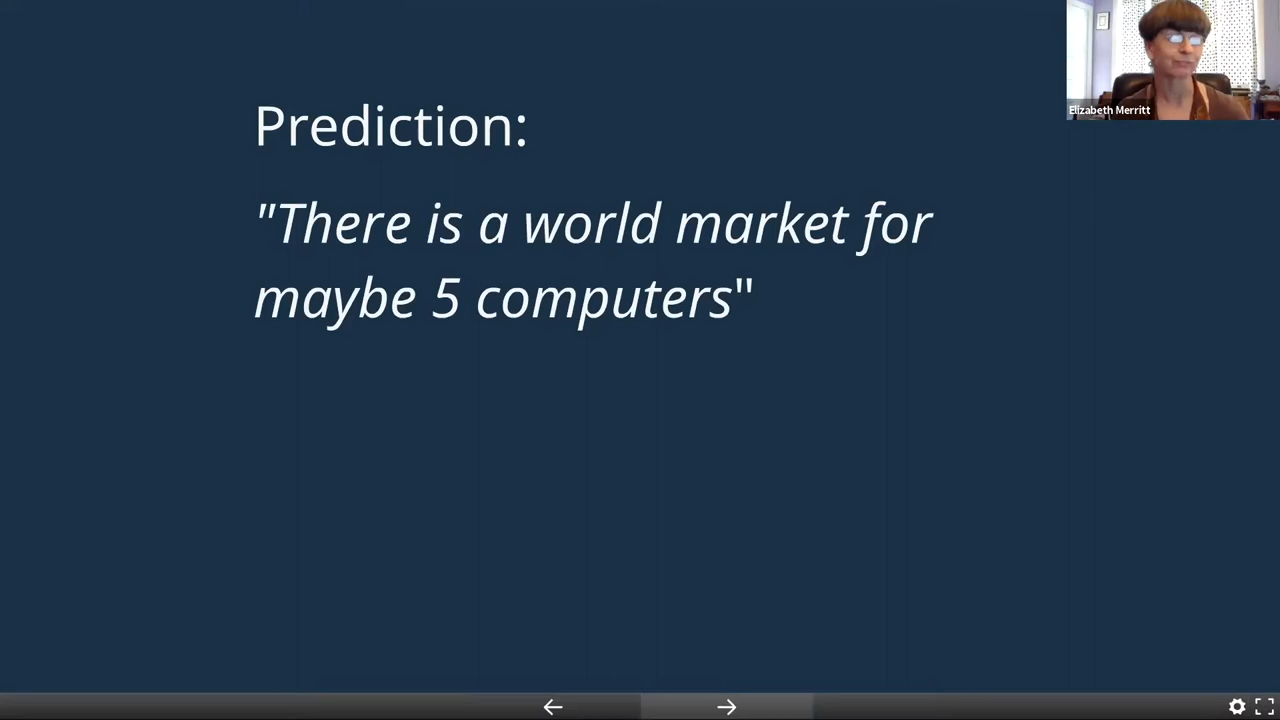 Elizabeth Merritt
Prediction:
"There is a world market for
maybe 5 computers"